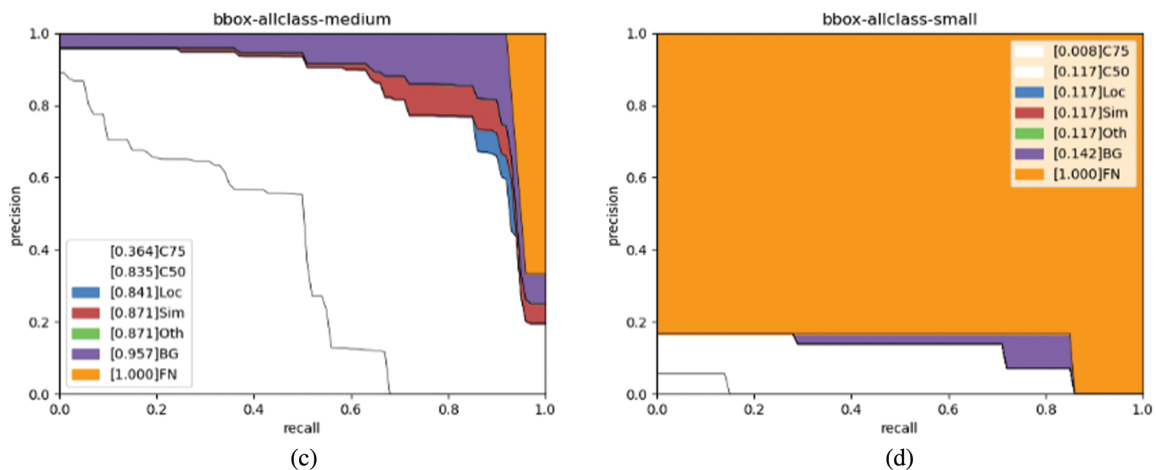 bbox-allclass-medium
1.0
0.8
0.6
0.4
0.2
0.0
precision
[0.364]C75
[0.835]C50
[0.841]Loc
[0.871]Sim
[0.871]Oth
[0.957]BG
[1.000]FN
0.0 0.2 0.4 0.6 0.8 1.0
recall
(c)
bbox-allclass-small
1.0
0.8
0.6
0.4
0.2
0.0
precision
[0.008]C75
[0.117]C50
[0.117]Loc
[0.117]Sim
[0.117]Oth
[0.142]BG
[1.000]FN
0.0 0.2 0.4 0.6 0.8 1.0
recall
(d)